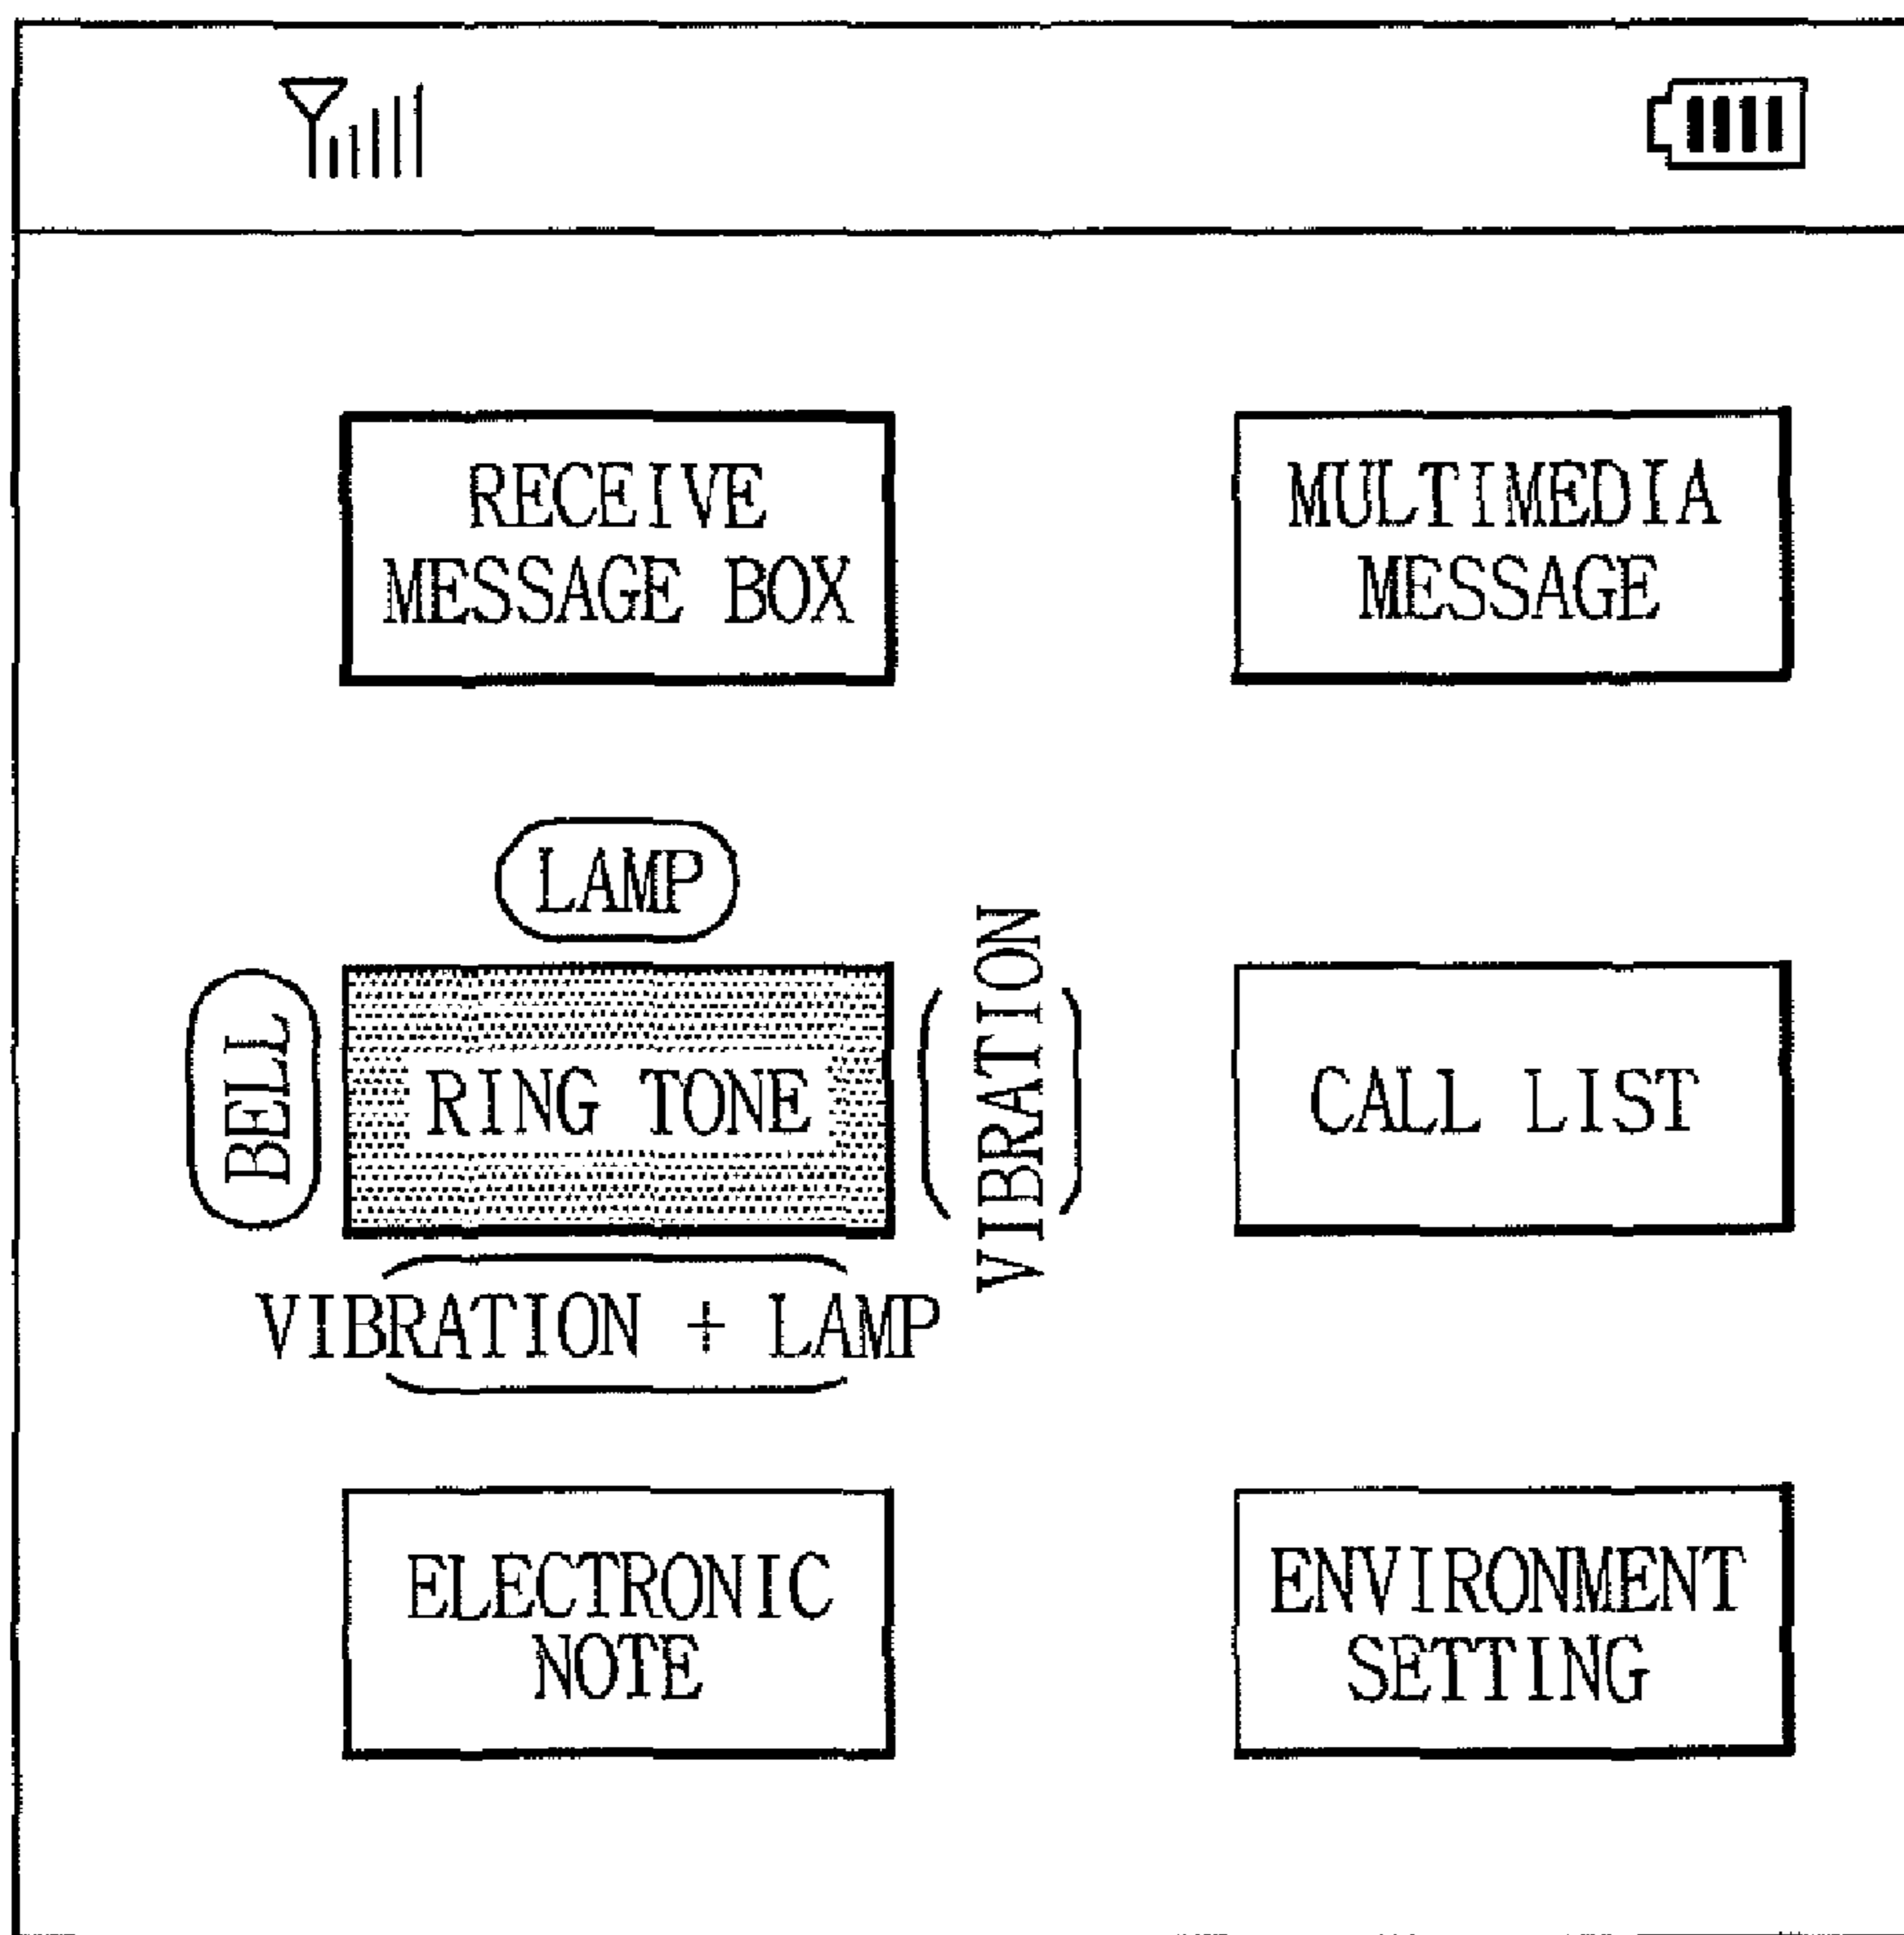 RECEIVE
MESSAGE BOX
MULTIMEDIA
MESSAGE
LAMP
BELL
RING TONE
VIBRATION
CALL LIST
VIBRATION + LAMP
ELECTRONIC
NOTE
ENVIRONMENT
SETTING